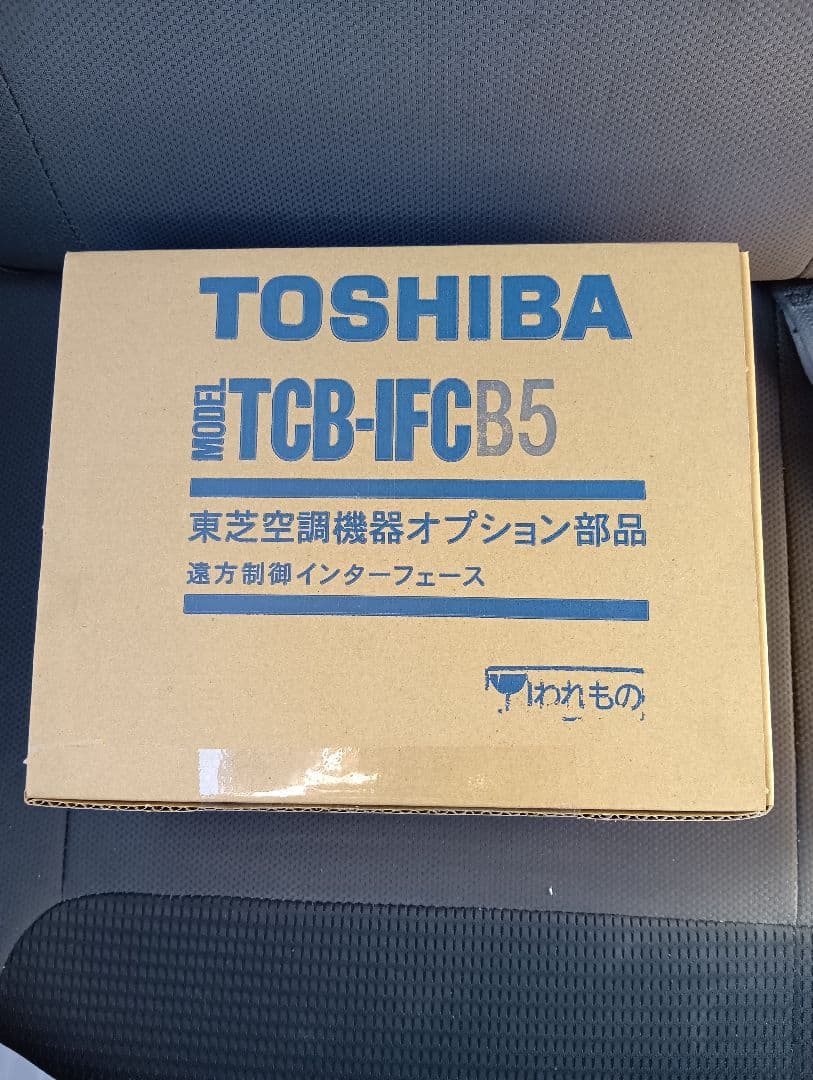 TOSHIBA
MODEL TCB-IFCB5
東芝空調機器オプション部品
遠方制御インターフェース
われもの